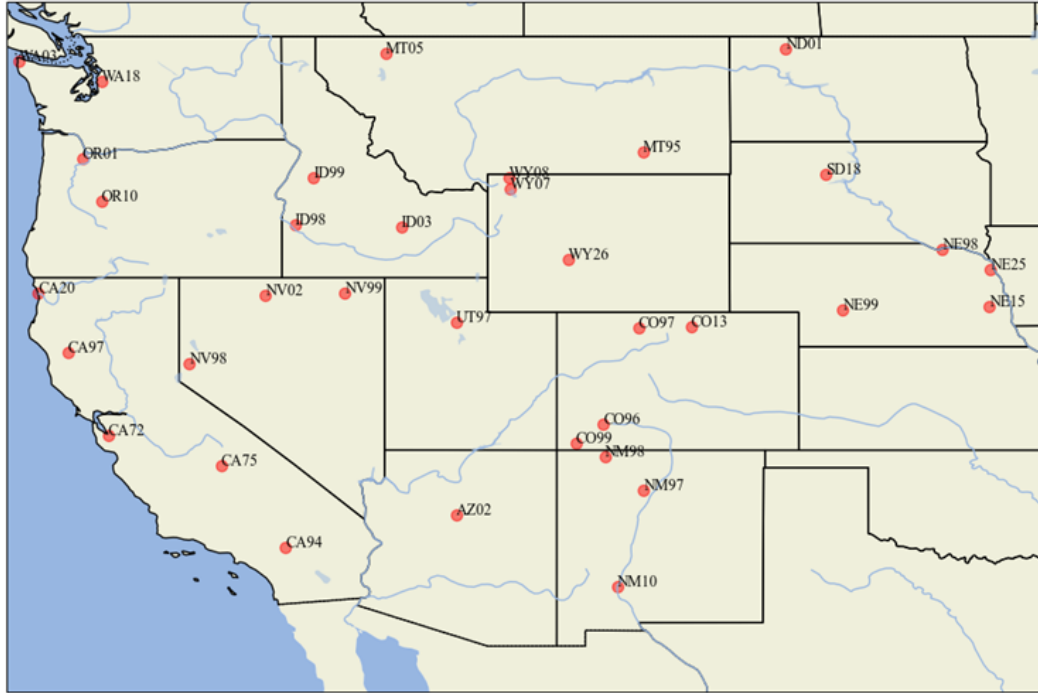 ND01
MT05
WA03
WA18
MT95
OR01
SD18
WY08
ID99
WY07
OR10
ID98
ID03
NE98
WY26
NE25
CA20
NV02
NV99
NE15
NE99
UT97
CO97
CO13
CA97
NV98
CO96
CA72
CO99
NM98
CA75
NM97
AZ02
CA94
NM10